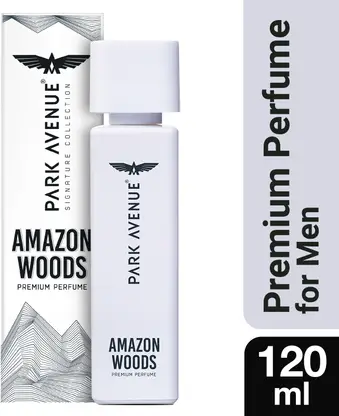 PARK AVENUE®
SIGNATURE COLLECTION
AMAZON
WOODS
PREMIUM PERFUME
PARK AVENUE
AMAZON
WOODS
PREMIUM PERFUME
Premium Perfume
for Men
120
ml